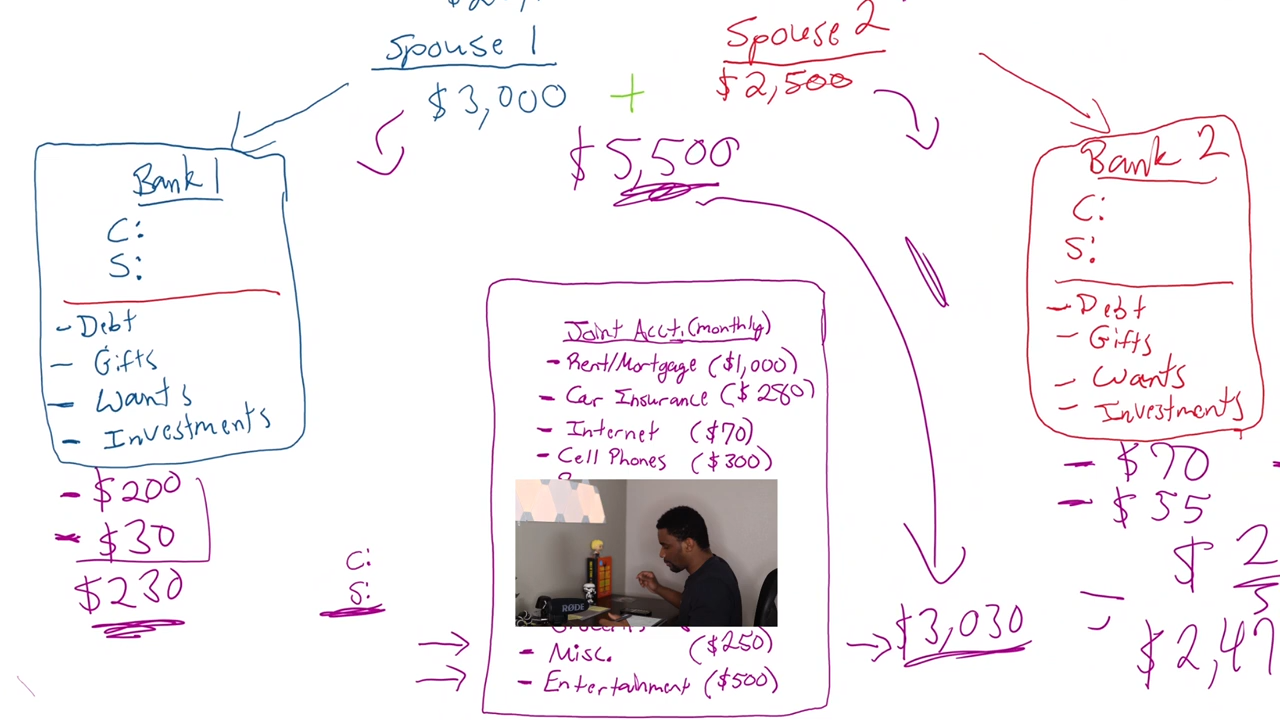 Spouse 1
$3,000
+
Spouse 2
$2,500
$5,500
Bank 1
C:
S:
- Debt
- Gifts
- Wants
- Investments
- $200
- $30
$230
C:
S:
Joint Acct. (monthly)
- Rent/Mortgage ($1,000)
- Car Insurance ($280)
- Internet ($70)
- Cell Phones ($300)
RØDE
- Misc. ($250)
- Entertainment ($500)
$3,030
Bank 2
C:
S:
- Debt
- Gifts
- Wants
- Investments
- $70
- $55